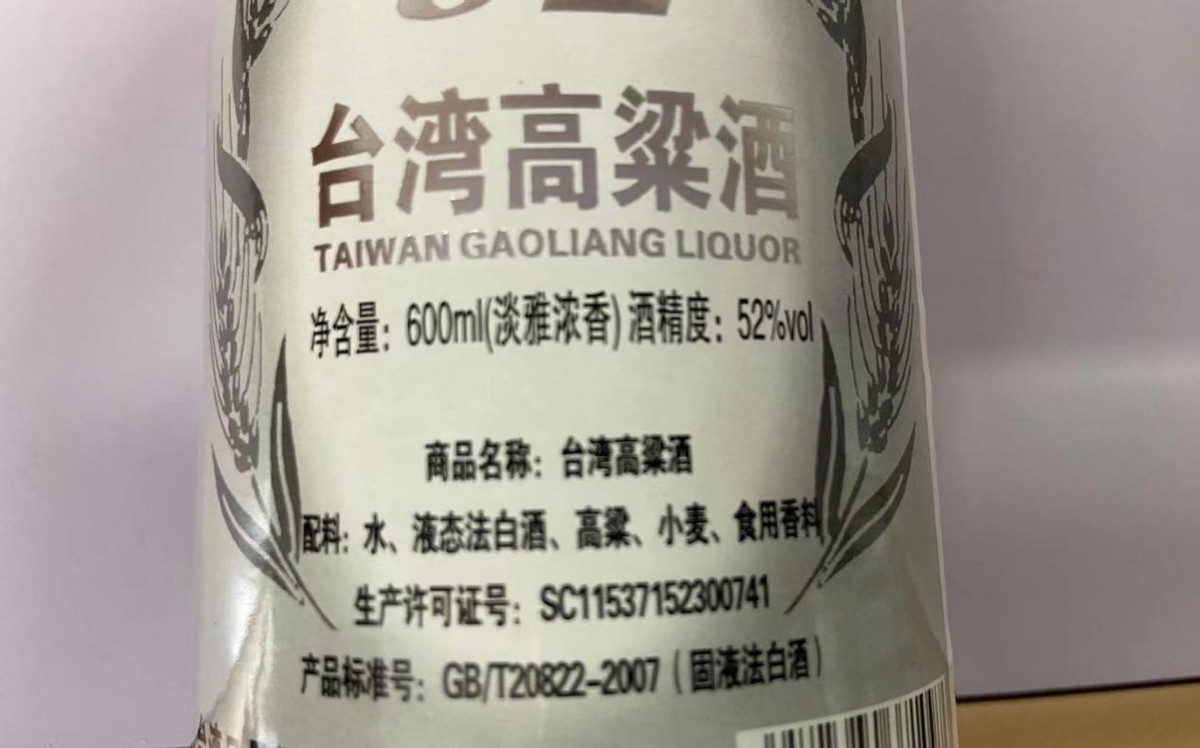 52
台湾高粱酒
TAIWAN GAOLIANG LIQUOR
净含量：600ml(淡雅浓香) 酒精度：52%vol
商品名称：台湾高粱酒
配料：水、液态法白酒、高粱、小麦、食用香料
生产许可证号：SC11537152300741
产品标准号：GB/T20822-2007（固液法白酒）